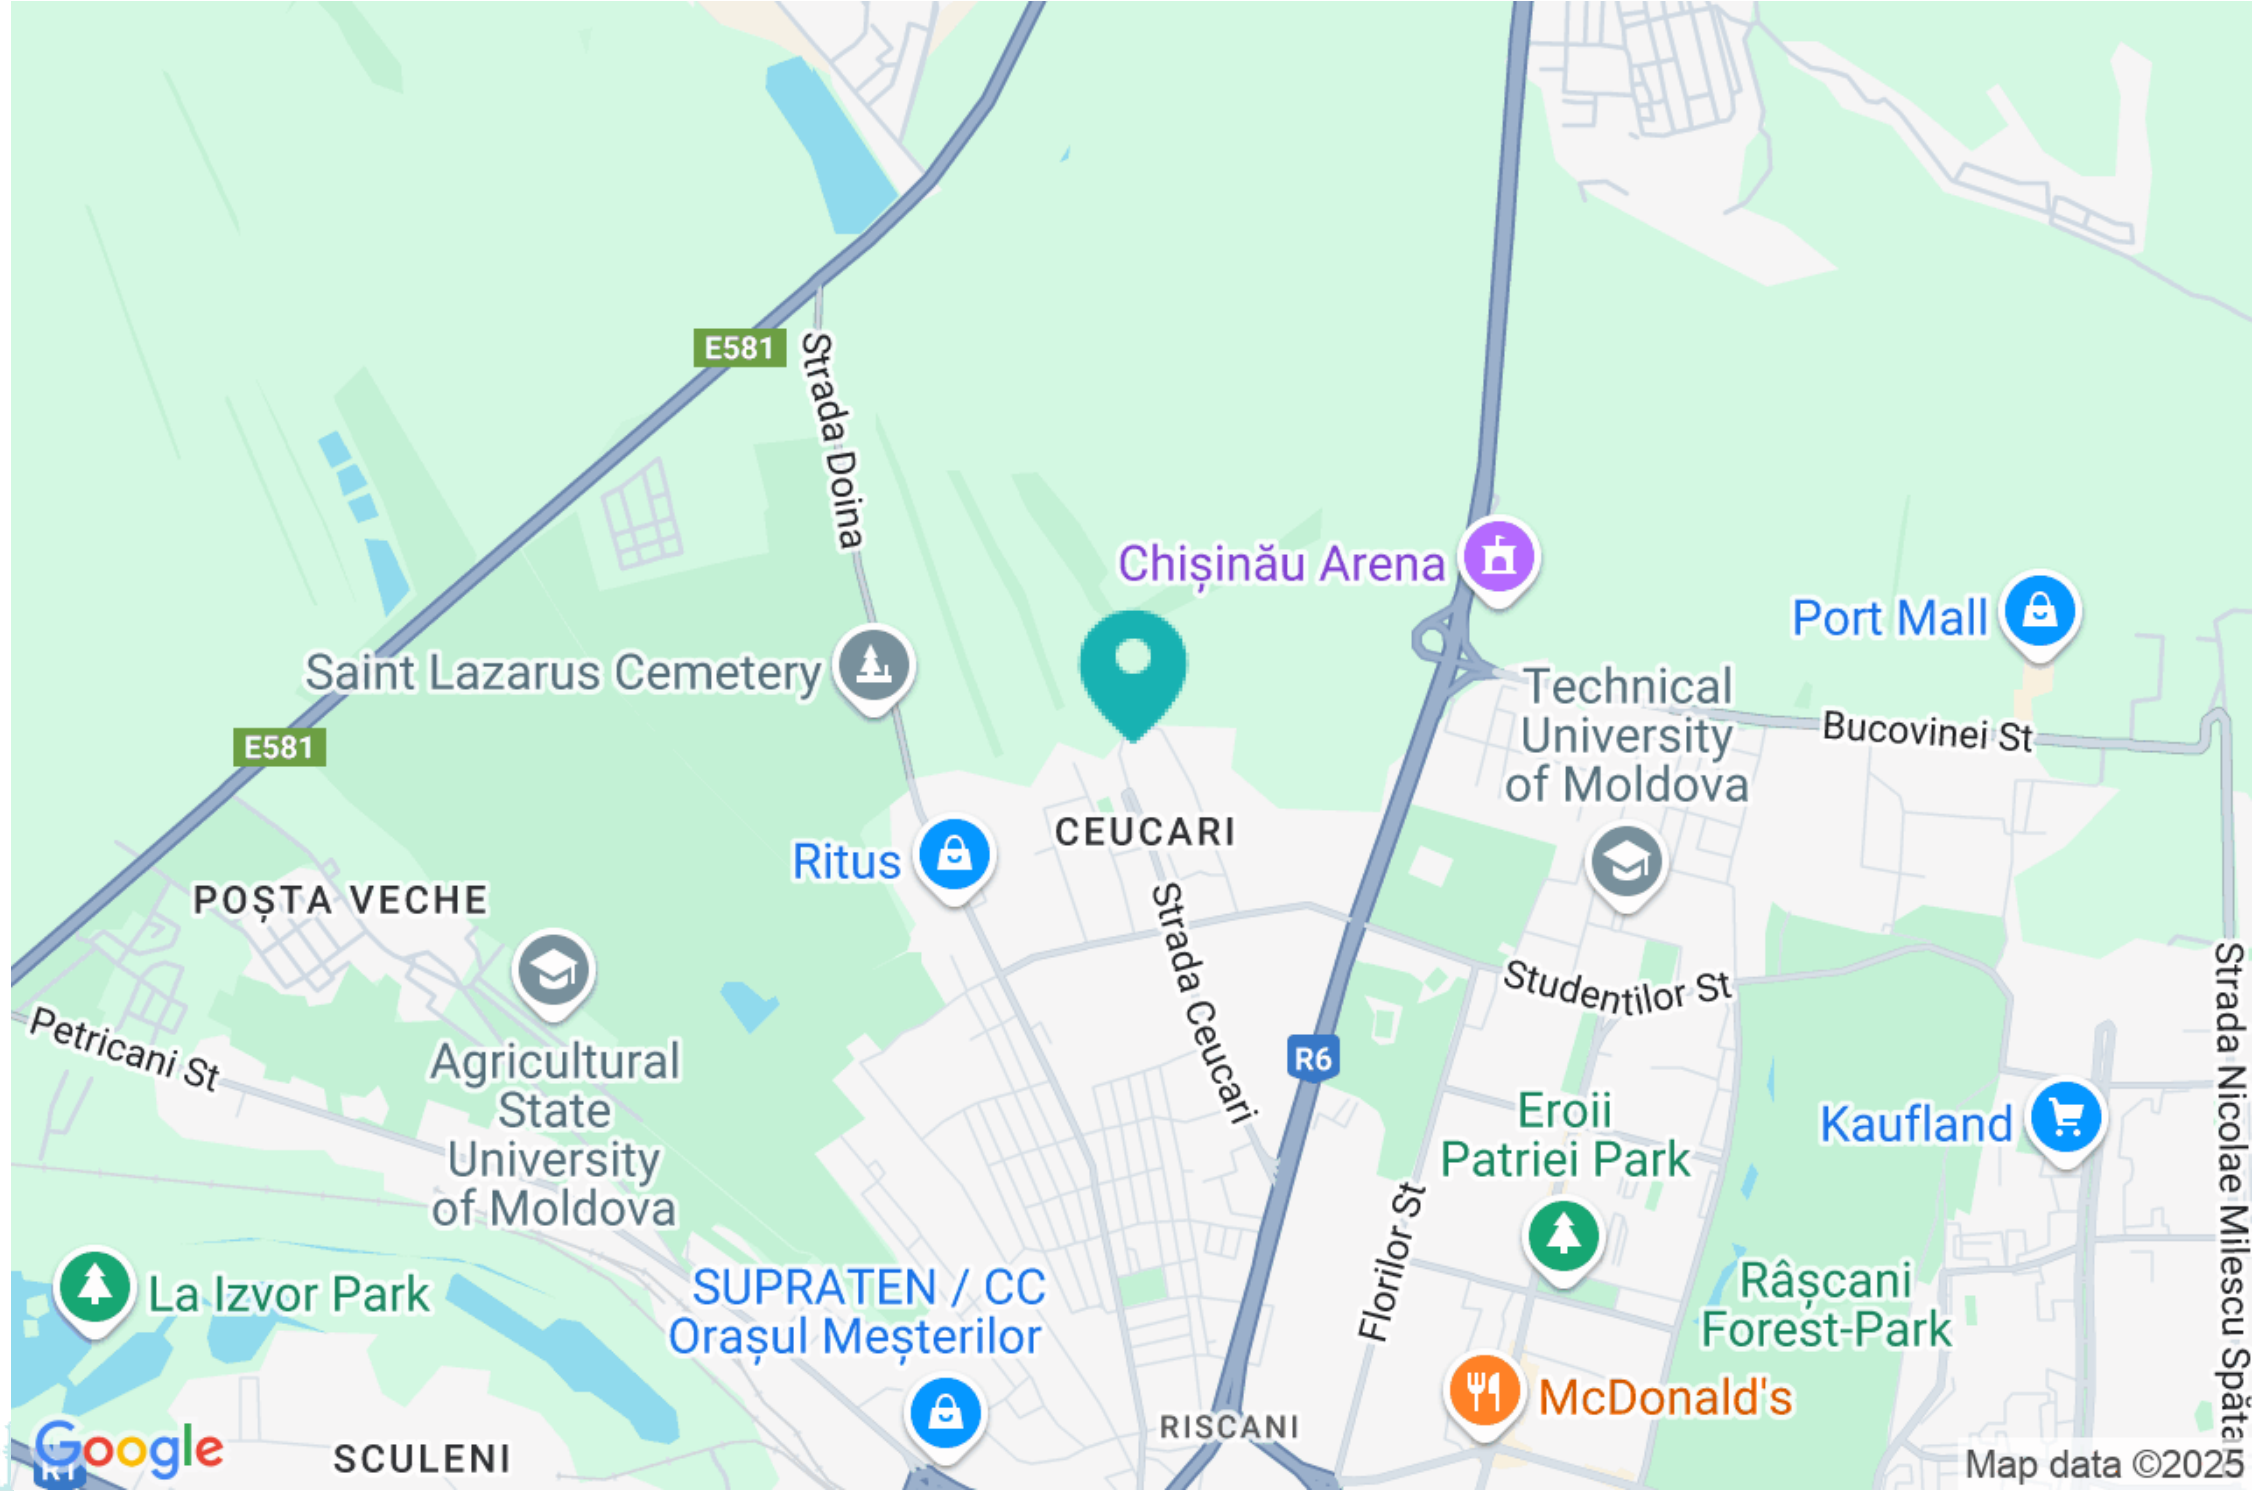 E581
Strada Doina
Chișinău Arena
Port Mall
Saint Lazarus Cemetery
Technical
University
of Moldova
E581
Bucovinei St
CEUCARI
Ritus
POȘTA VECHE
Strada Ceucari
Studentilor St
Strada Nicolae Milescu Spătar
Petricani St
Agricultural
State
University
of Moldova
R6
Eroii
Patriei Park
Kaufland
Florilor St
La Izvor Park
SUPRATEN / CC
Orașul Meșterilor
Râșcani
Forest-Park
McDonald's
RISCANI
Google
R1
SCULENI
Map data ©2025